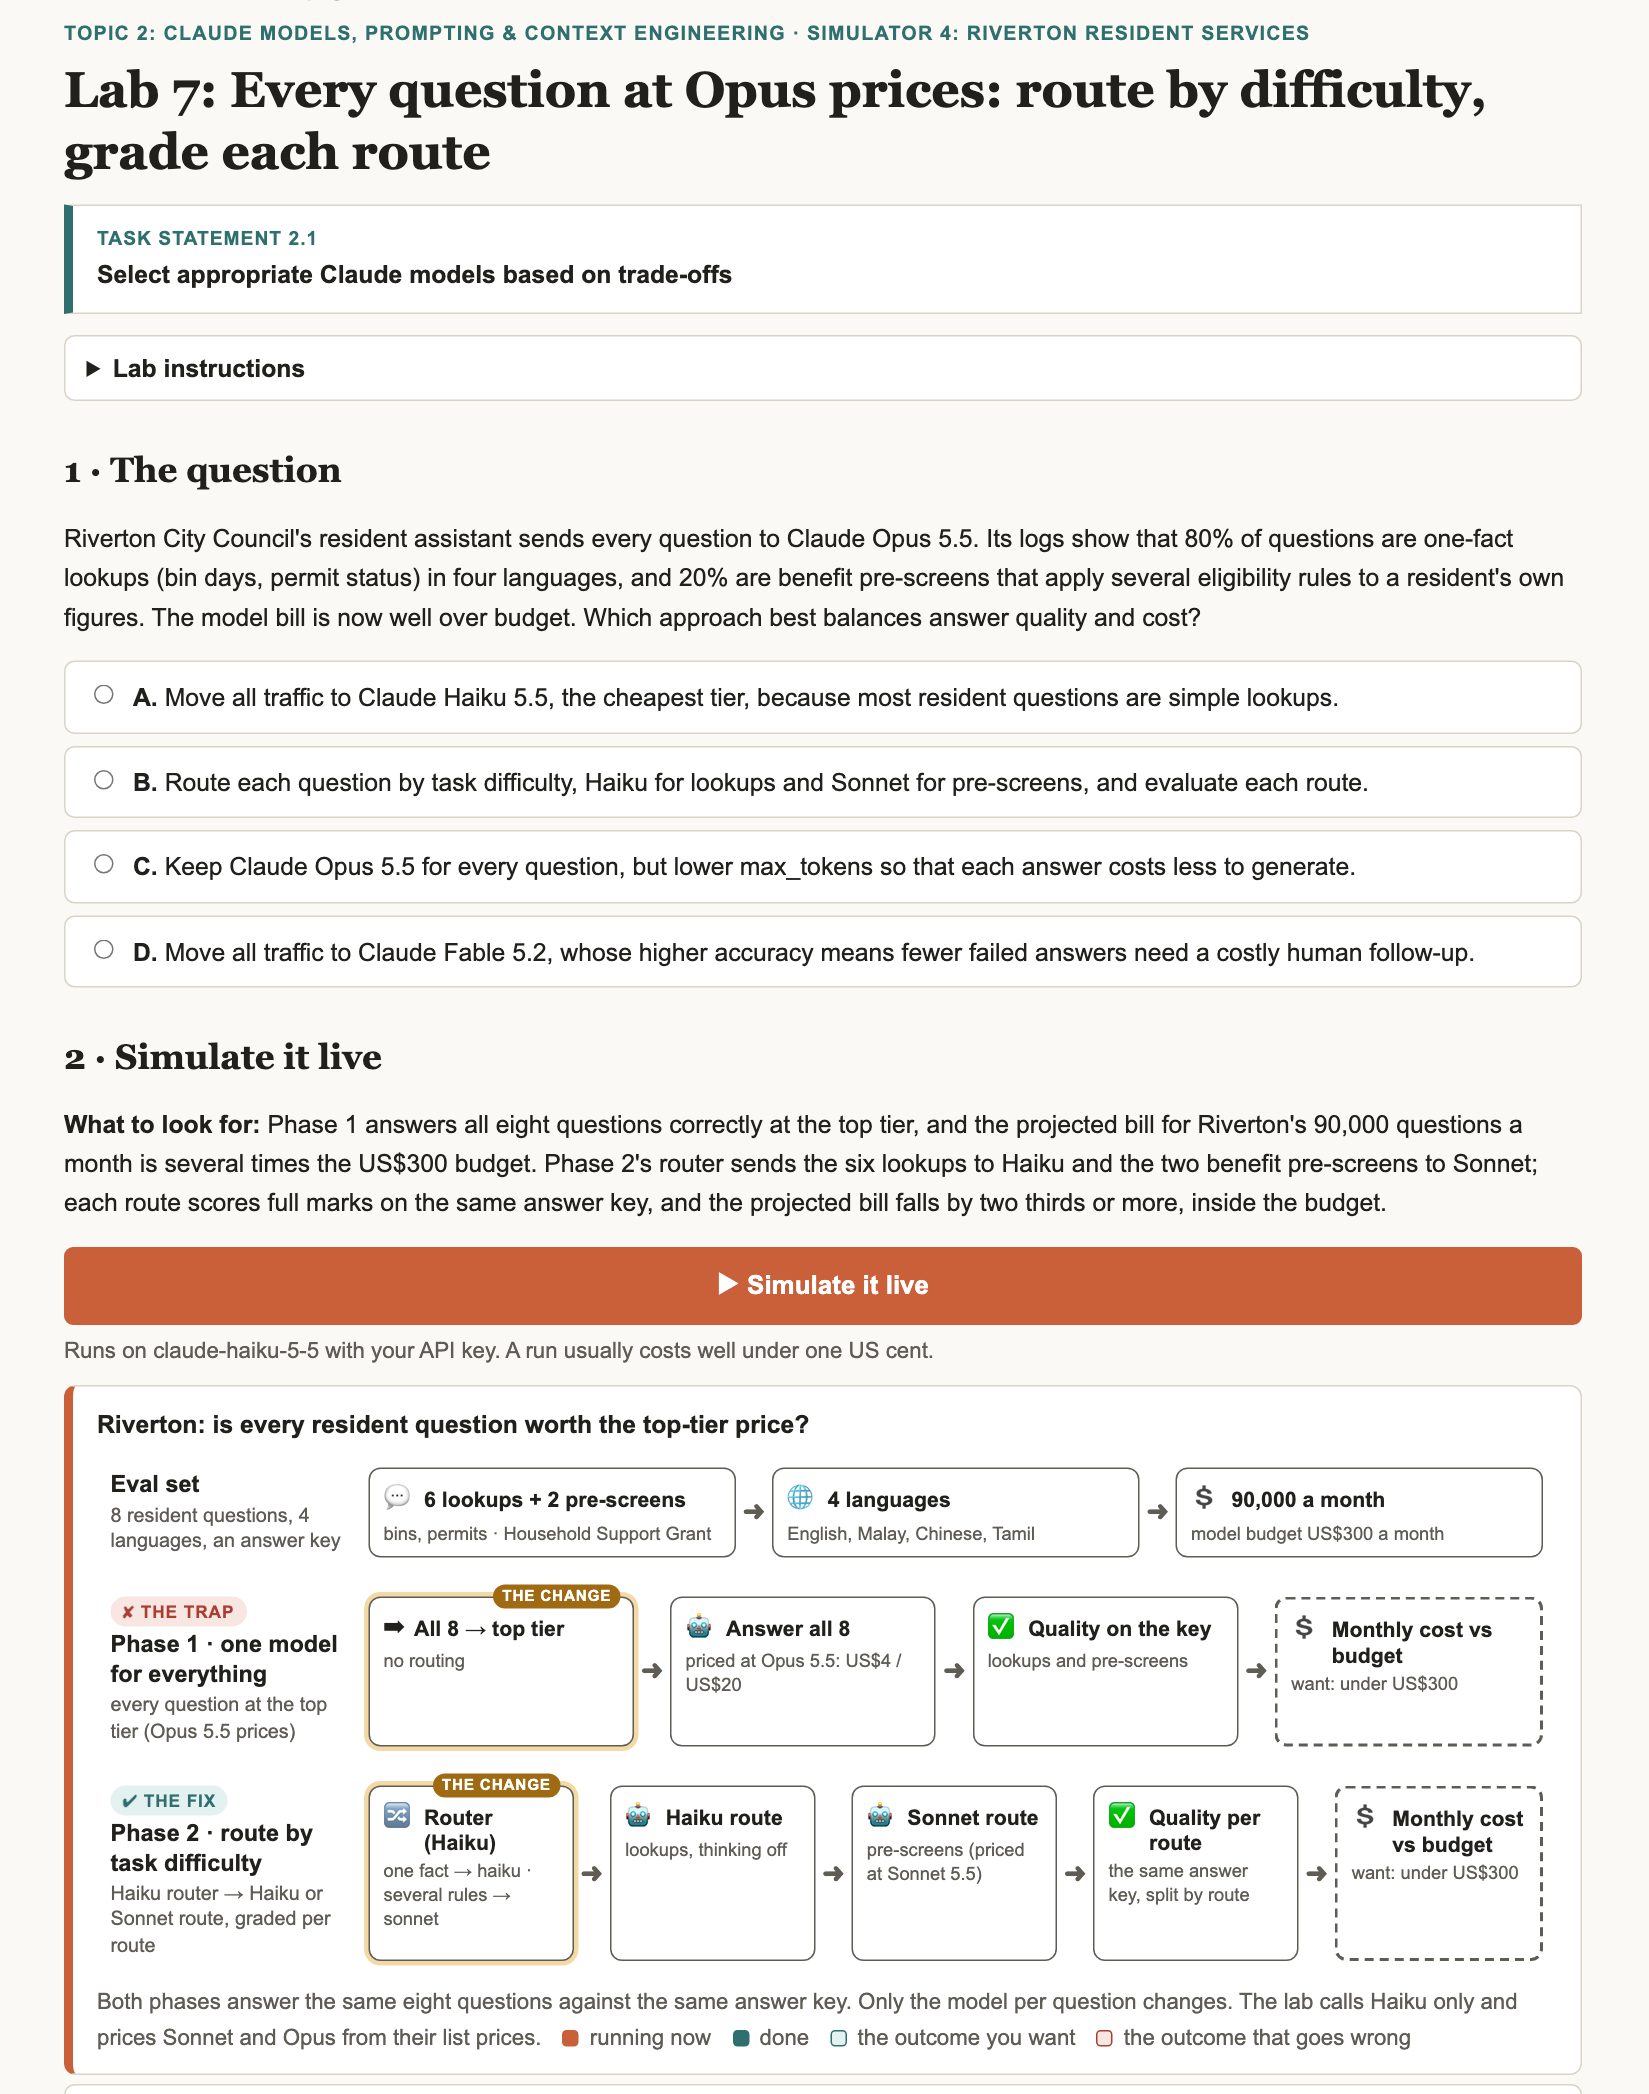 TOPIC 2: CLAUDE MODELS, PROMPTING & CONTEXT ENGINEERING · SIMULATOR 4: RIVERTON RESIDENT SERVICES
Lab 7: Every question at Opus prices: route by difficulty,
grade each route
TASK STATEMENT 2.1
Select appropriate Claude models based on trade-offs
▶ Lab instructions
1 · The question
Riverton City Council's resident assistant sends every question to Claude Opus 5.5. Its logs show that 80% of questions are one-fact
lookups (bin days, permit status) in four languages, and 20% are benefit pre-screens that apply several eligibility rules to a resident's own
figures. The model bill is now well over budget. Which approach best balances answer quality and cost?
A. Move all traffic to Claude Haiku 5.5, the cheapest tier, because most resident questions are simple lookups.
B. Route each question by task difficulty, Haiku for lookups and Sonnet for pre-screens, and evaluate each route.
C. Keep Claude Opus 5.5 for every question, but lower max_tokens so that each answer costs less to generate.
D. Move all traffic to Claude Fable 5.2, whose higher accuracy means fewer failed answers need a costly human follow-up.
2 · Simulate it live
What to look for: Phase 1 answers all eight questions correctly at the top tier, and the projected bill for Riverton's 90,000 questions a
month is several times the US$300 budget. Phase 2's router sends the six lookups to Haiku and the two benefit pre-screens to Sonnet;
each route scores full marks on the same answer key, and the projected bill falls by two thirds or more, inside the budget.
▶ Simulate it live
Runs on claude-haiku-5-5 with your API key. A run usually costs well under one US cent.
Riverton: is every resident question worth the top-tier price?
Eval set
8 resident questions, 4
languages, an answer key
6 lookups + 2 pre-screens
bins, permits · Household Support Grant
➜
4 languages
English, Malay, Chinese, Tamil
➜
$ 90,000 a month
model budget US$300 a month
✘ THE TRAP
Phase 1 · one model
for everything
every question at the top
tier (Opus 5.5 prices)
THE CHANGE
➡ All 8 → top tier
no routing
➜
Answer all 8
priced at Opus 5.5: US$4 /
US$20
➜
✅ Quality on the key
lookups and pre-screens
➜
$ Monthly cost vs
budget
want: under US$300
✔ THE FIX
Phase 2 · route by
task difficulty
Haiku router → Haiku or
Sonnet route, graded per
route
THE CHANGE
Router
(Haiku)
one fact → haiku ·
several rules →
sonnet
➜
Haiku route
lookups, thinking off
➜
Sonnet route
pre-screens (priced
at Sonnet 5.5)
➜
✅ Quality per
route
the same answer
key, split by route
➜
$ Monthly cost
vs budget
want: under US$300
Both phases answer the same eight questions against the same answer key. Only the model per question changes. The lab calls Haiku only and
prices Sonnet and Opus from their list prices. running now done the outcome you want the outcome that goes wrong